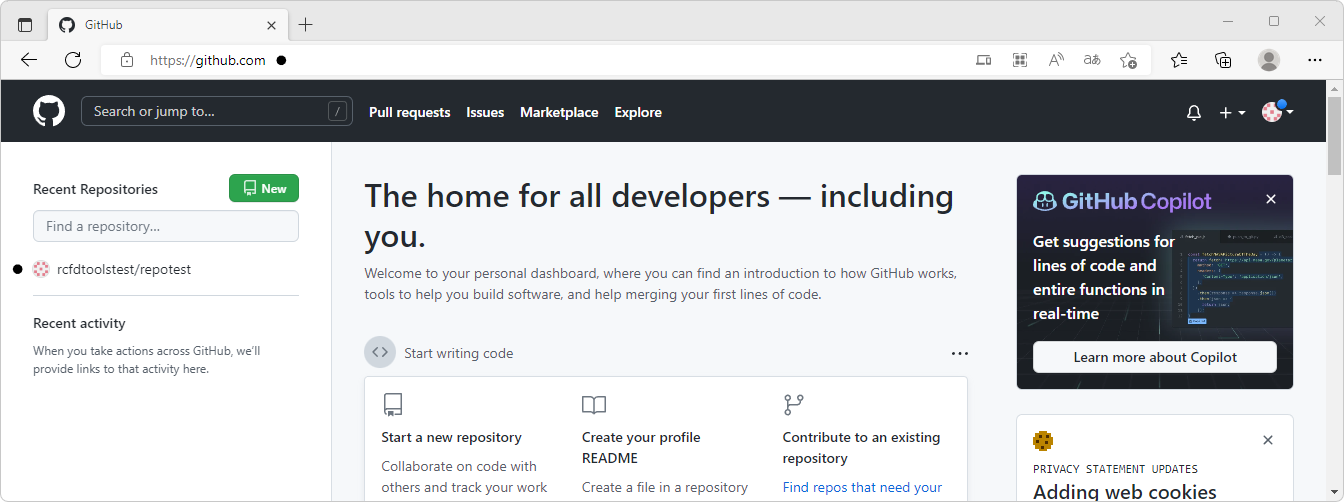 GitHub
https://github.com
Search or jump to...
/
Pull requests
Issues
Marketplace
Explore
Recent Repositories
New
Find a repository...
rcfdtoolstest/repotest
Recent activity
When you take actions across GitHub, we'll
provide links to that activity here.
The home for all developers — including
you.
Welcome to your personal dashboard, where you can find an introduction to how GitHub works,
tools to help you build software, and help merging your first lines of code.
Start writing code
Start a new repository
Collaborate on code with
others and track your work
Create your profile
README
Create a file in a repository
Contribute to an existing
repository
Find repos that need your
GitHub Copilot
Get suggestions for
lines of code and
entire functions in
real-time
Learn more about Copilot
PRIVACY STATEMENT UPDATES
Adding web cookies